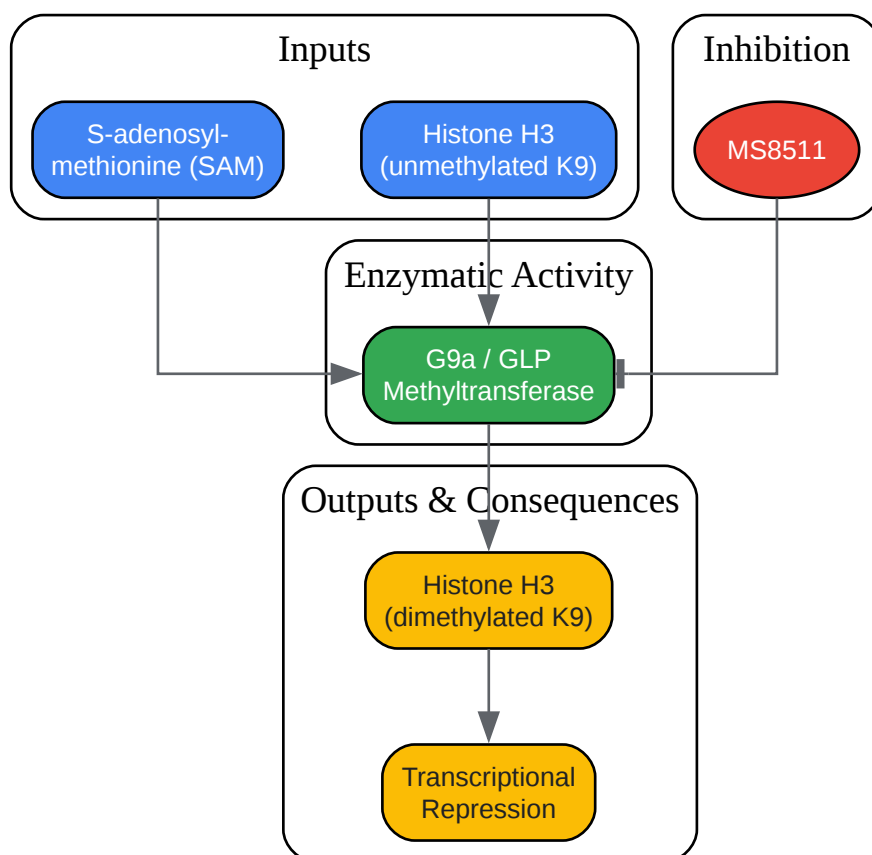 Inputs
Inhibition
S-adenosyl-
methionine (SAM)
Histone H3
(unmethylated K9)
MS8511
Enzymatic Activity
G9a / GLP
Methyltransferase
Outputs & Consequences
Histone H3
(dimethylated K9)
Transcriptional
Repression